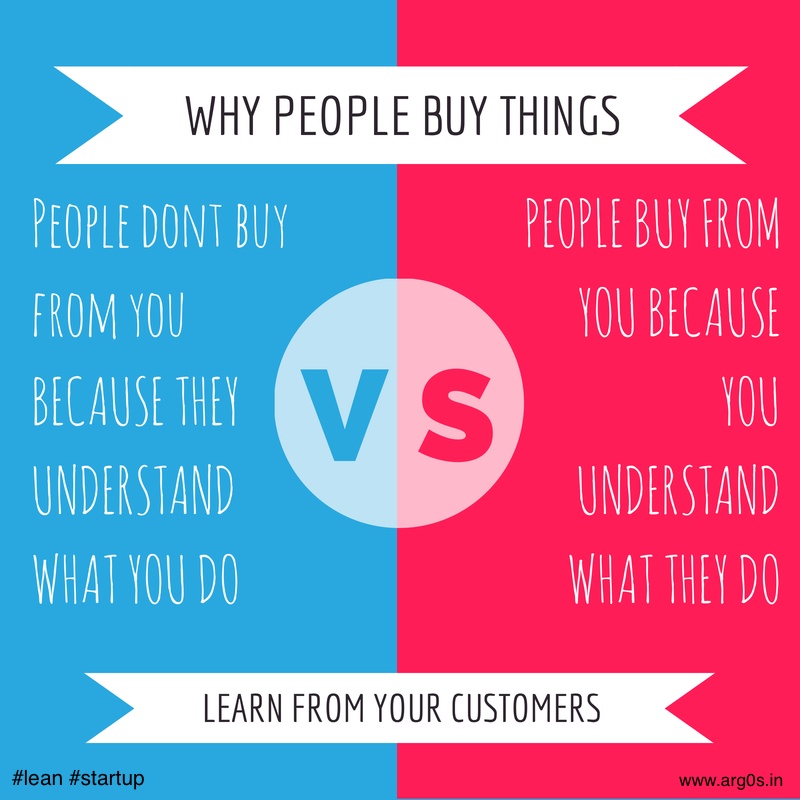 WHY PEOPLE BUY THINGS
PEOPLE DONT BUY
FROM YOU
BECAUSE THEY
UNDERSTAND
WHAT YOU DO
VS
PEOPLE BUY FROM
YOU BECAUSE
YOU
UNDERSTAND
WHAT THEY DO
LEARN FROM YOUR CUSTOMERS
#lean #startup
www.arg0s.in